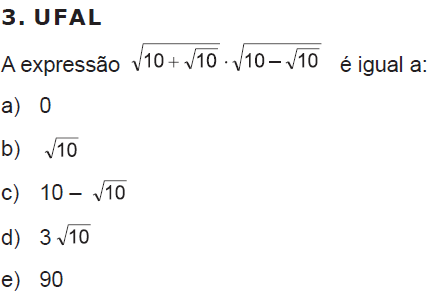 3. UFAL
A expressão √(10 + √10) · √(10 – √10) é igual a:
a) 0
b) √10
c) 10 – √10
d) 3√10
e) 90